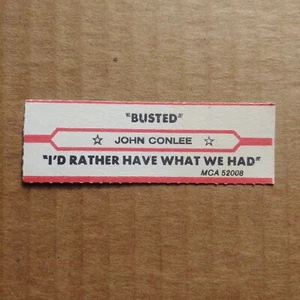 "BUSTED"
☆ JOHN CONLEE ☆
"I'D RATHER HAVE WHAT WE HAD"
MCA 52008